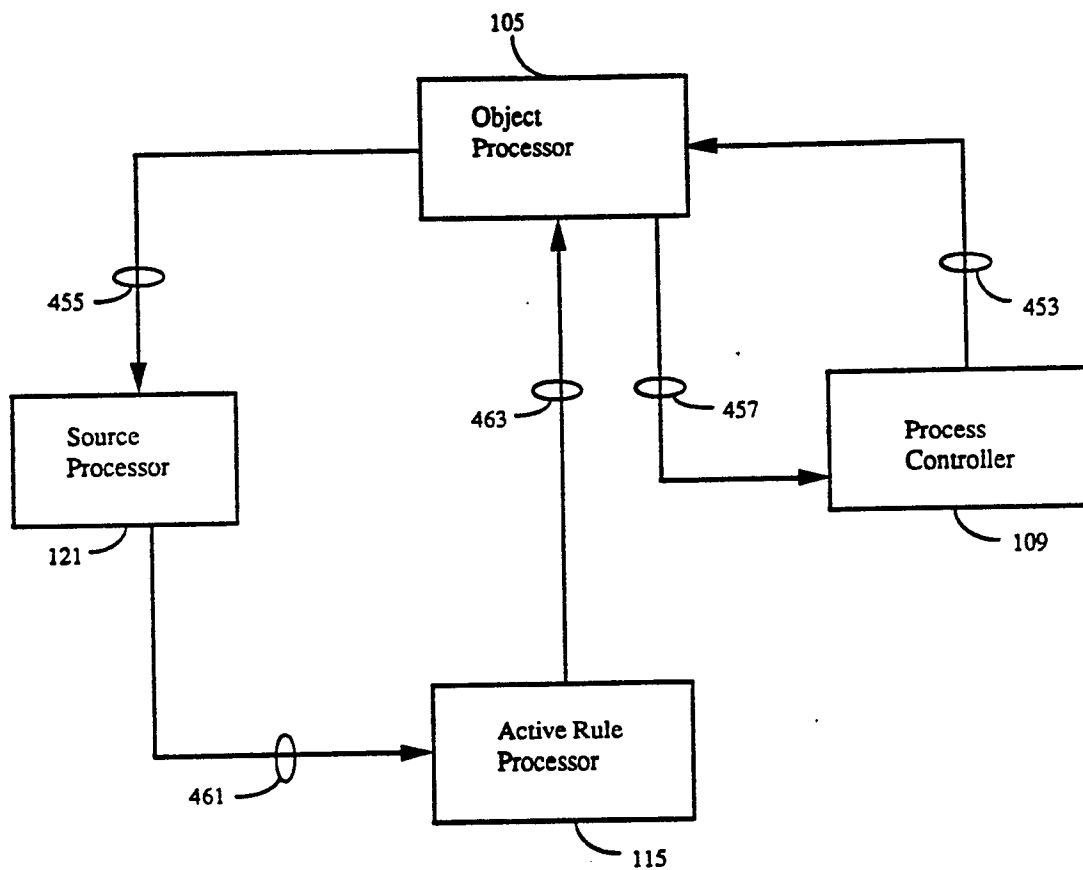 105
Object
Processor
455
453
463
457
Source
Processor
Process
Controller
121
109
461
Active Rule
Processor
115